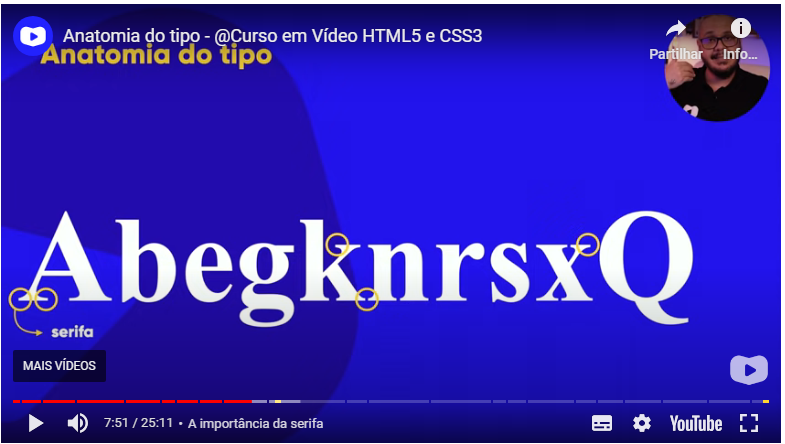 Anatomia do tipo - @Curso em Vídeo HTML5 e CSS3
Anatomia do tipo
Partilhar
Info...
AbegknrsxQ
serifa
MAIS VÍDEOS
7:51 / 25:11 • A importância da serifa
YouTube